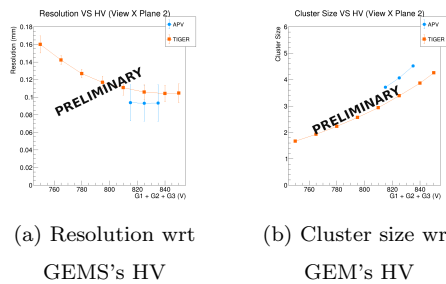 Resolution VS HV (View X Plane 2)
Resolution (mm)
0.18
0.16
0.14
0.12
0.1
0.08
0.06
0.04
0.02
0
760 780 800 820 840
G1 + G2 + G3 (V)
APV
TIGER
PRELIMINARY
(a) Resolution wrt
GEMS's HV
Cluster Size VS HV (View X Plane 2)
Cluster Size
6
5
4
3
2
1
0
760 780 800 820 840
G1 + G2 + G3 (V)
APV
TIGER
PRELIMINARY
(b) Cluster size wr
GEM's HV